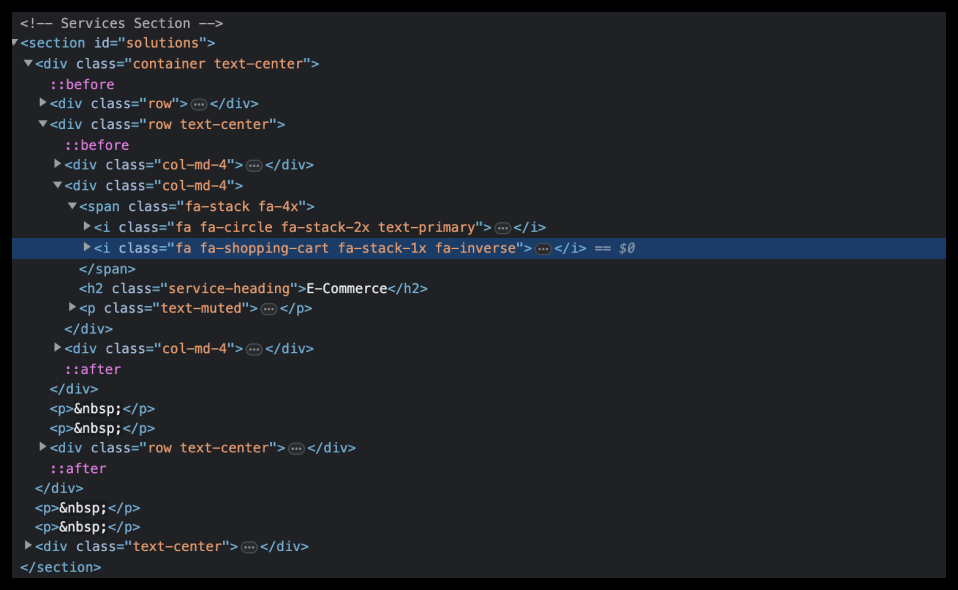 <!-- Services Section -->
<section id="solutions">
<div class="container text-center">
::before
<div class="row">…</div>
<div class="row text-center">
::before
<div class="col-md-4">…</div>
<div class="col-md-4">
<span class="fa-stack fa-4x">
<i class="fa fa-circle fa-stack-2x text-primary">…</i>
<i class="fa fa-shopping-cart fa-stack-1x fa-inverse">…</i> == $0
</span>
<h2 class="service-heading">E-Commerce</h2>
<p class="text-muted">…</p>
</div>
<div class="col-md-4">…</div>
::after
</div>
<p>&nbsp;</p>
<p>&nbsp;</p>
<div class="row text-center">…</div>
::after
</div>
<p>&nbsp;</p>
<p>&nbsp;</p>
<div class="text-center">…</div>
</section>